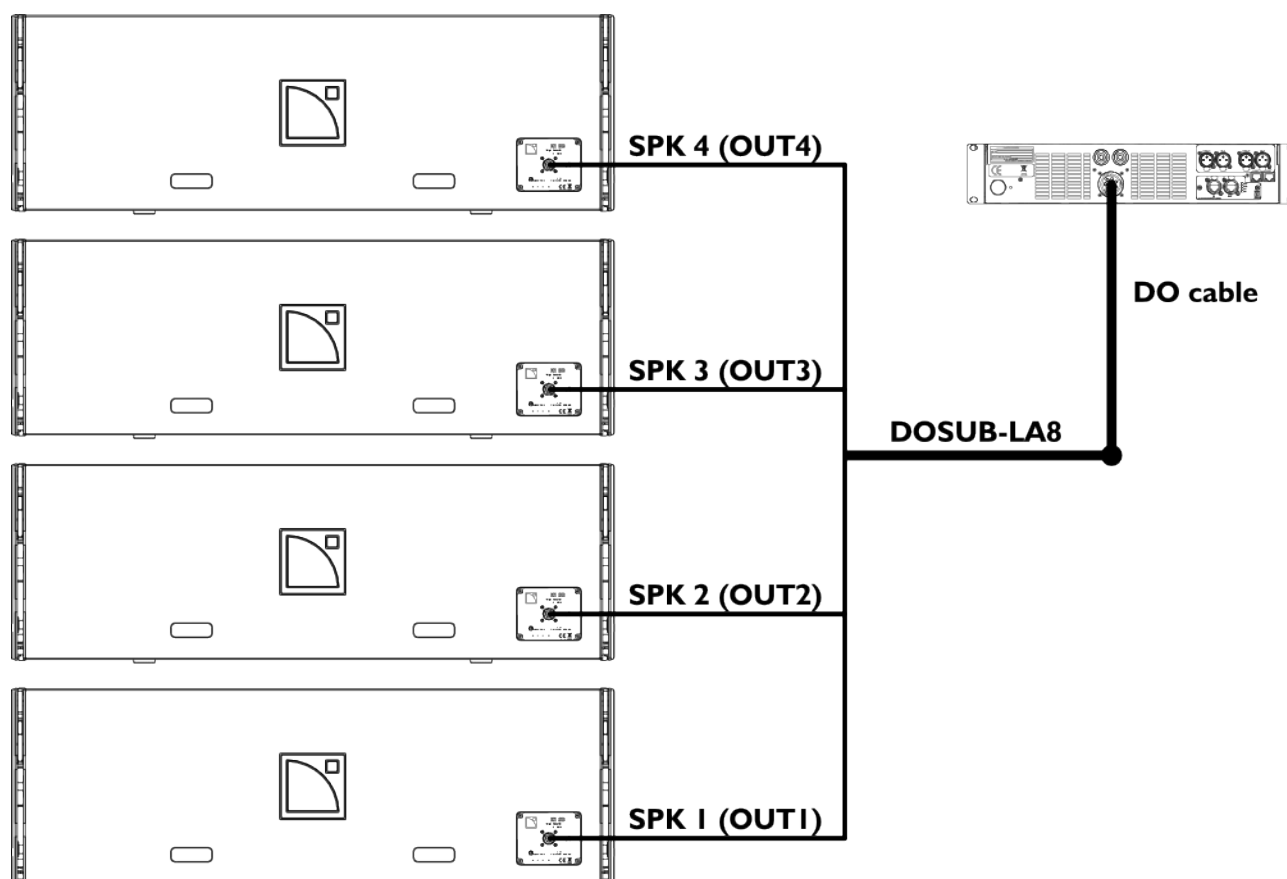 SPK 4 (OUT4)
DO cable
SPK 3 (OUT3)
DOSUB-LA8
SPK 2 (OUT2)
SPK 1 (OUT1)